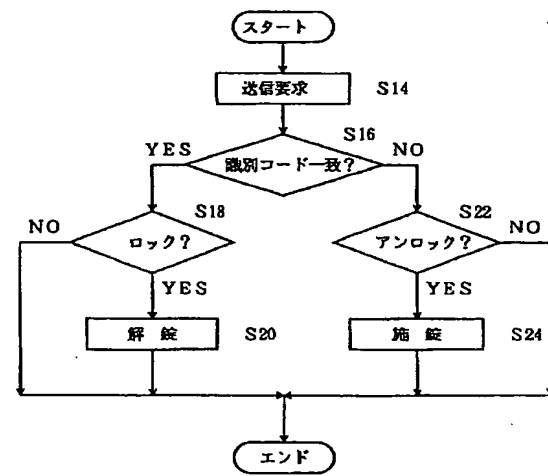 スタート
送信要求 S14
S16
YES 識別コード一致？ NO
S18 S22
NO ロック？ アンロック？ NO
YES YES
解 錠 S20 施 錠 S24
エンド